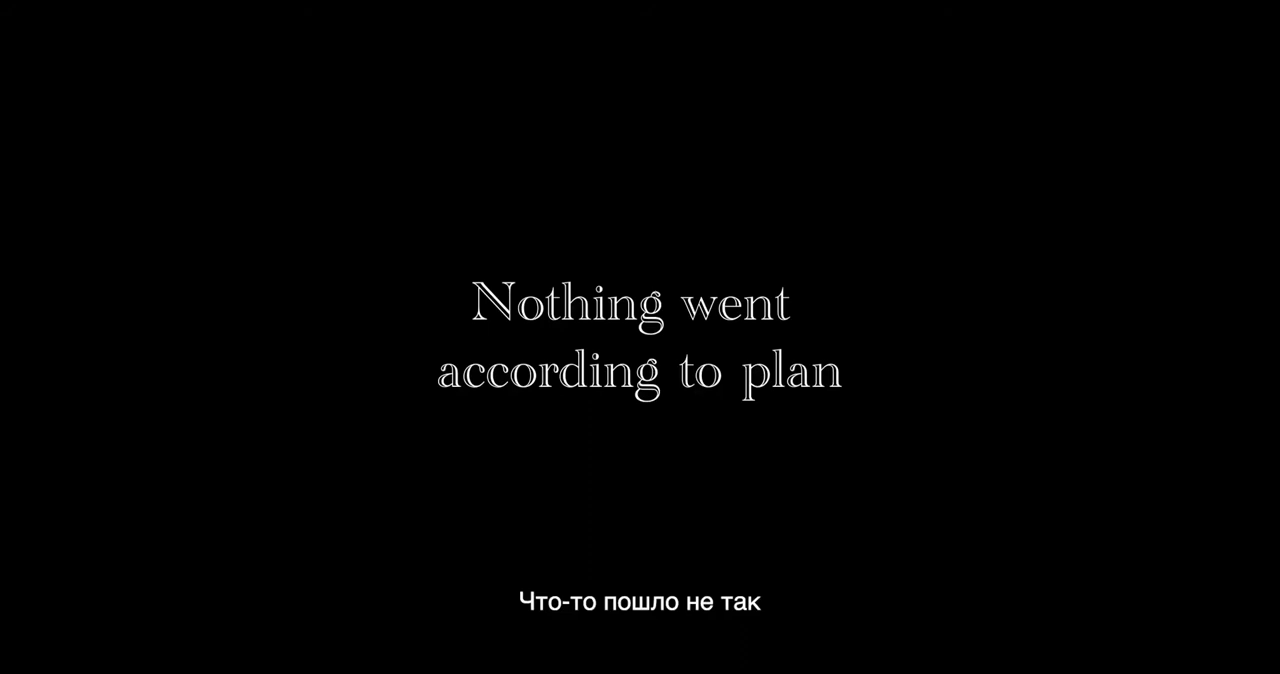 Nothing went
according to plan
Что-то пошло не так